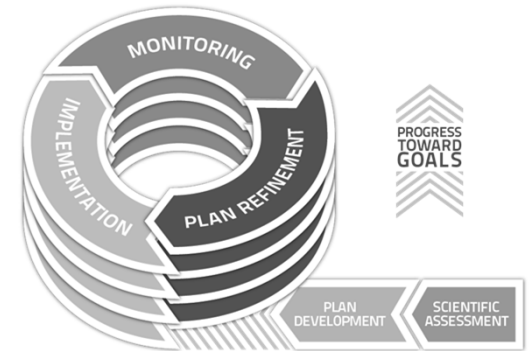 MONITORING
IMPLEMENTATION
PLAN REFINEMENT
PROGRESS
TOWARD
GOALS
PLAN
DEVELOPMENT
SCIENTIFIC
ASSESSMENT